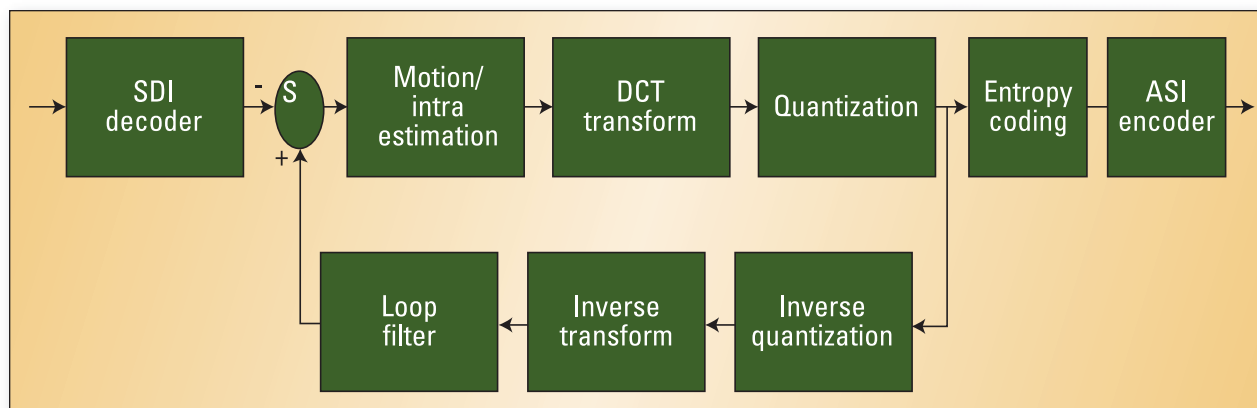 SDI
decoder
-
S
+
Motion/
intra
estimation
DCT
transform
Quantization
Entropy
coding
ASI
encoder
Loop
filter
Inverse
transform
Inverse
quantization